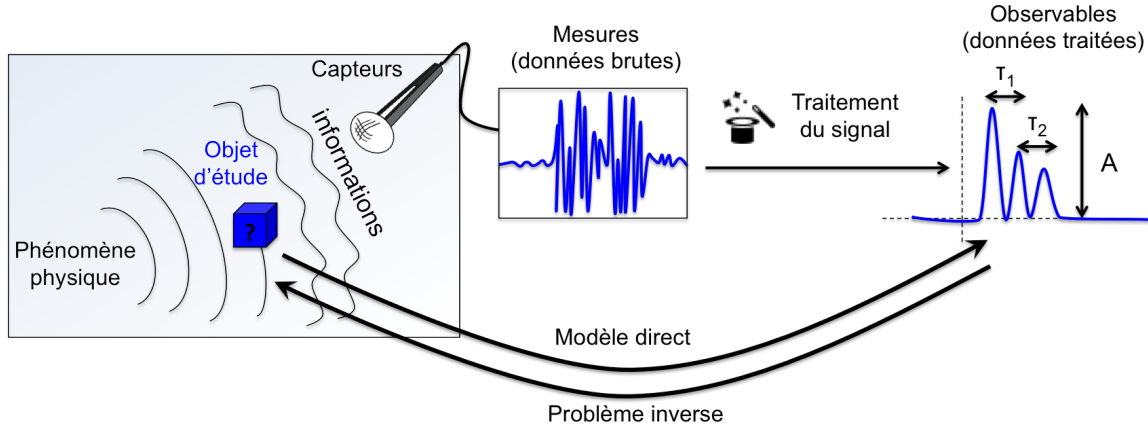 Observables
(données traitées)
Mesures
(données brutes)
Capteurs
informations
Objet
d'étude
?
Phénomène
physique
Traitement
du signal
τ1
τ2
A
Modèle direct
Problème inverse